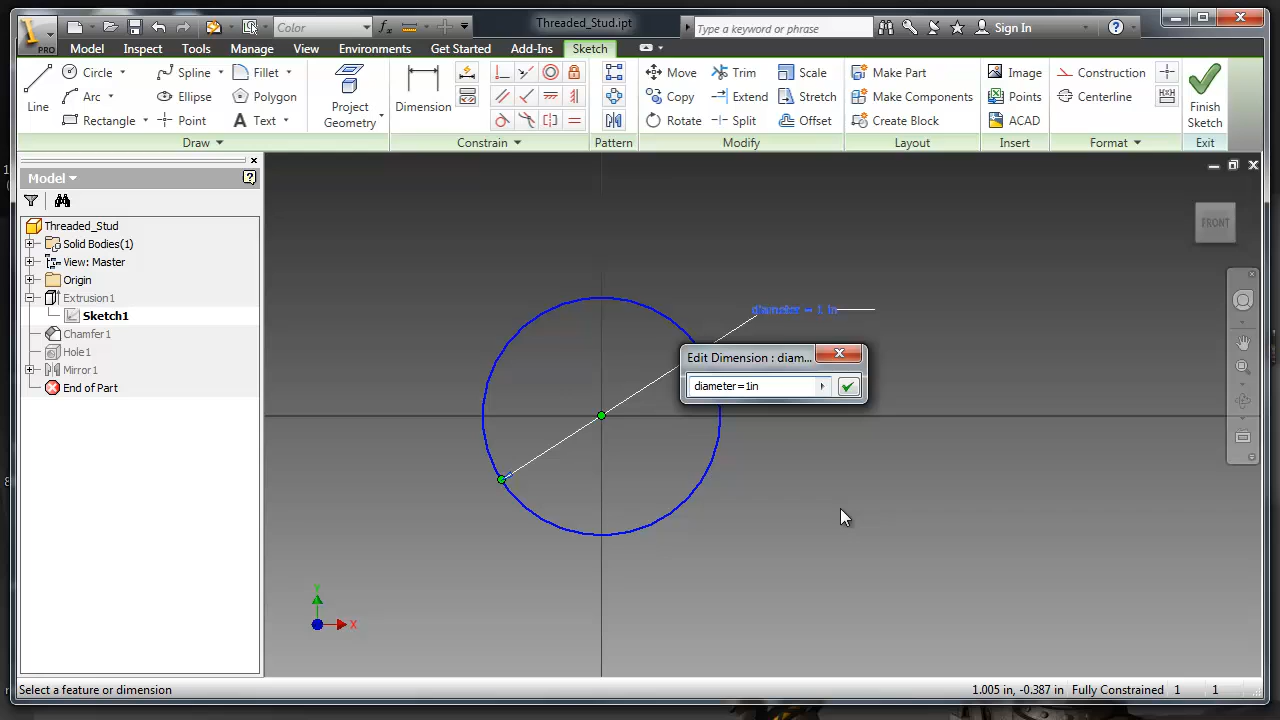 Color
Threaded_Stud.ipt
Type a keyword or phrase
Sign In
PRO
Model Inspect Tools Manage View Environments Get Started Add-Ins Sketch
Line
Circle
Arc
Rectangle
Spline
Ellipse
Point
Fillet
Polygon
Text
Project
Geometry
Dimension
Move
Copy
Rotate
Trim
Extend
Split
Scale
Stretch
Offset
Make Part
Make Components
Create Block
Image
Points
ACAD
Construction
Centerline
Finish
Sketch
Draw Constrain Pattern Modify Layout Insert Format Exit
Model
Threaded_Stud
Solid Bodies(1)
View: Master
Origin
Extrusion1
Sketch1
Chamfer1
Hole1
Mirror1
End of Part
FRONT
diameter = 1 in
Edit Dimension : diam...
diameter=1in
Y
X
Select a feature or dimension
1.005 in, -0.387 in Fully Constrained 1 1